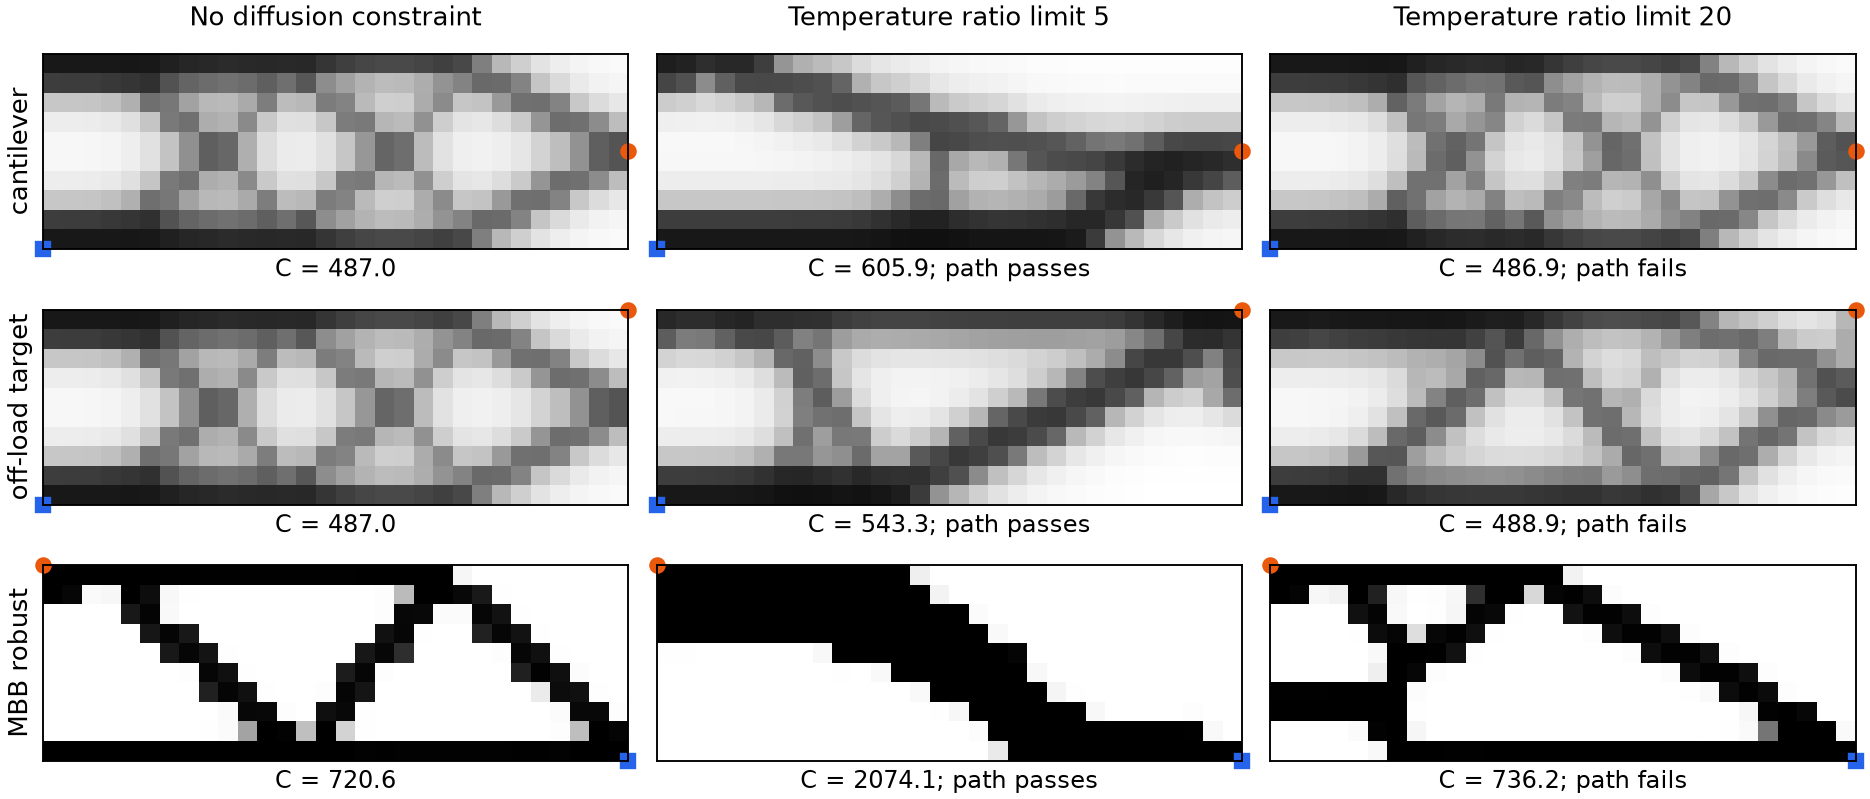 No diffusion constraint
Temperature ratio limit 5
Temperature ratio limit 20
cantilever
C = 487.0
C = 605.9; path passes
C = 486.9; path fails
off-load target
C = 487.0
C = 543.3; path passes
C = 488.9; path fails
MBB robust
C = 720.6
C = 2074.1; path passes
C = 736.2; path fails